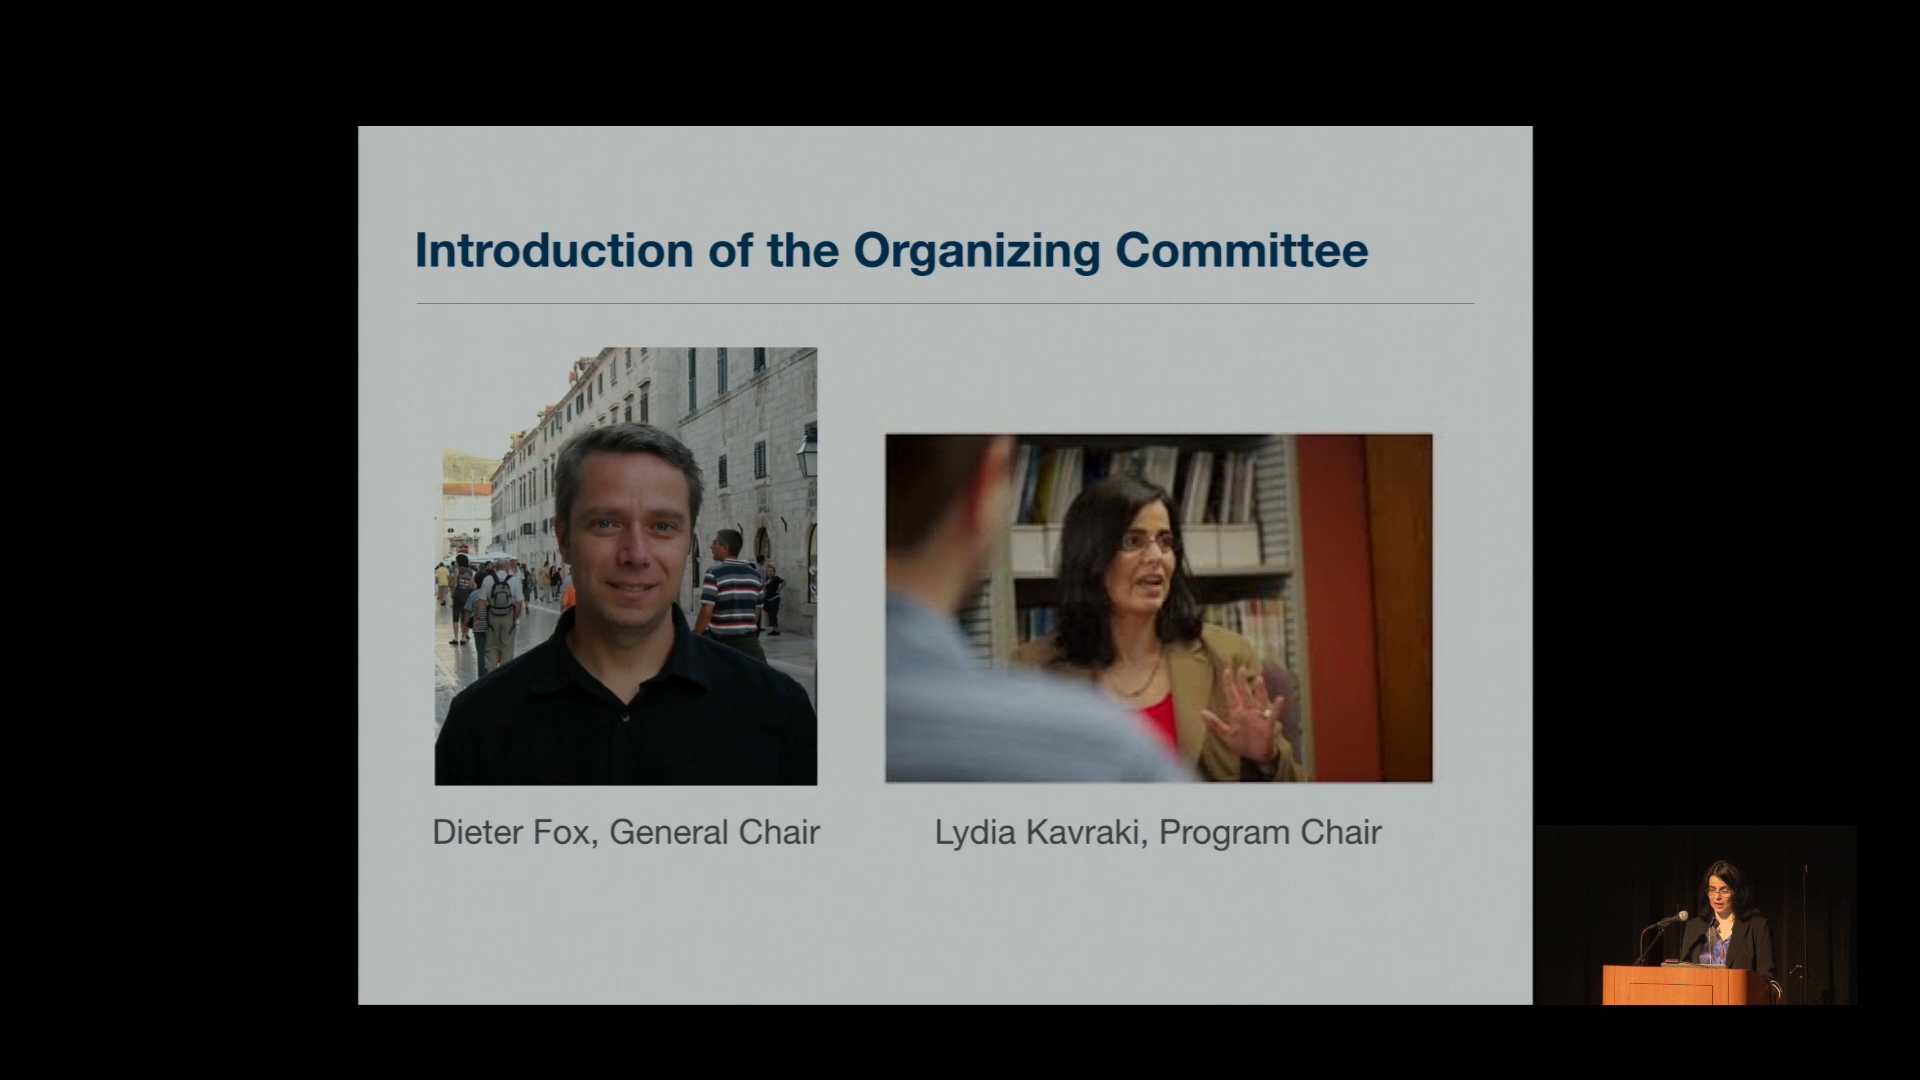 Introduction of the Organizing Committee
Dieter Fox, General Chair
Lydia Kavraki, Program Chair